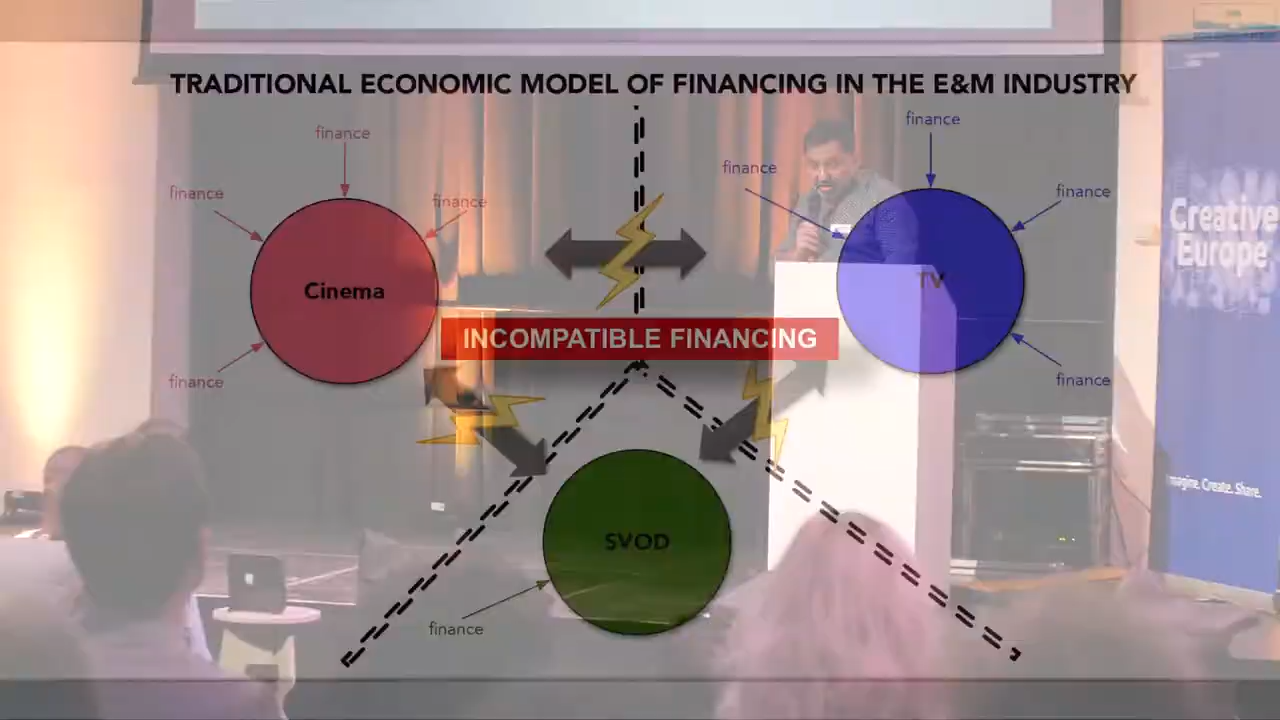 TRADITIONAL ECONOMIC MODEL OF FINANCING IN THE E&M INDUSTRY
finance
finance
finance
Cinema
finance
finance
finance
finance
TV
finance
INCOMPATIBLE FINANCING
SVOD
finance
Creative
Europe
Imagine. Create. Share.